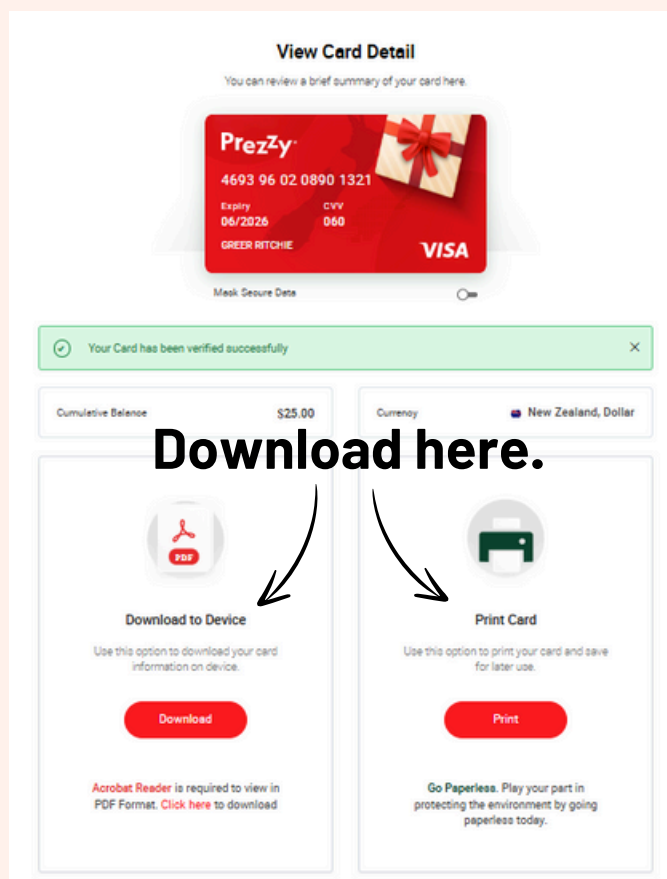 View Card Detail
You can review a brief summary of your card here.
Prezzy
4693 96 02 0890 1321
Expiry CVV
06/2026 060
GREER RITCHIE
VISA
Mask Secure Data
Your Card has been verified successfully
Cumulative Balance $25.00
Currency New Zealand, Dollar
Download here.
PDF
Download to Device
Use this option to download your card
information on device.
Download
Acrobat Reader is required to view in
PDF Format. Click here to download
Print Card
Use this option to print your card and save
for later use.
Print
Go Paperless. Play your part in
protecting the environment by going
paperless today.